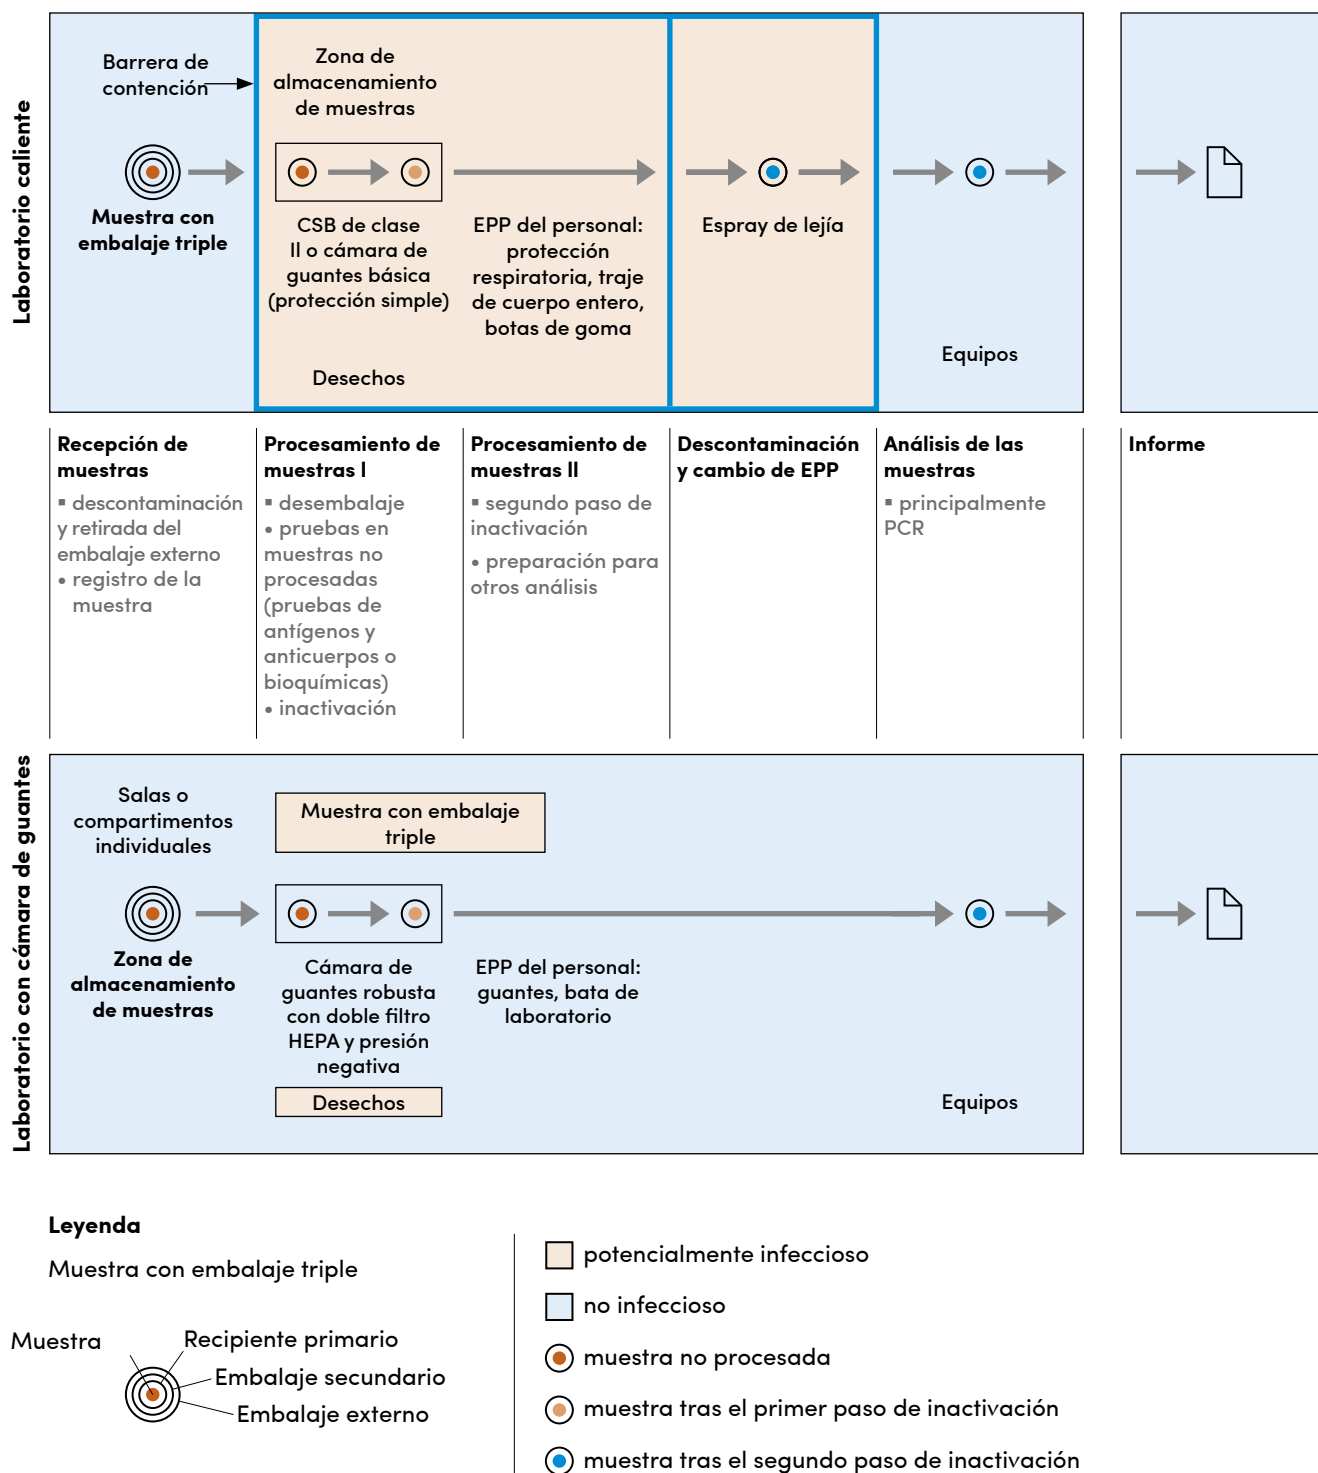 Laboratorio caliente
Barrera de
contención
Zona de
almacenamiento
de muestras
Muestra con
embalaje triple
CSB de clase
II o cámara de
guantes básica
(protección simple)
EPP del personal:
protección
respiratoria, traje
de cuerpo entero,
botas de goma
Espray de lejía
Desechos
Equipos
Recepción de
muestras
▪ descontaminación
y retirada del
embalaje externo
• registro de la
muestra
Procesamiento de
muestras I
▪ desembalaje
• pruebas en
muestras no
procesadas
(pruebas de
antígenos y
anticuerpos o
bioquímicas)
• inactivación
Procesamiento de
muestras II
▪ segundo paso de
inactivación
• preparación para
otros análisis
Descontaminación
y cambio de EPP
Análisis de las
muestras
▪ principalmente
PCR
Informe
Laboratorio con cámara de guantes
Salas o
compartimentos
individuales
Muestra con embalaje
triple
Zona de
almacenamiento
de muestras
Cámara de
guantes robusta
con doble filtro
HEPA y presión
negativa
EPP del personal:
guantes, bata de
laboratorio
Desechos
Equipos
Leyenda
Muestra con embalaje triple
Muestra
Recipiente primario
Embalaje secundario
Embalaje externo
potencialmente infeccioso
no infeccioso
muestra no procesada
muestra tras el primer paso de inactivación
muestra tras el segundo paso de inactivación